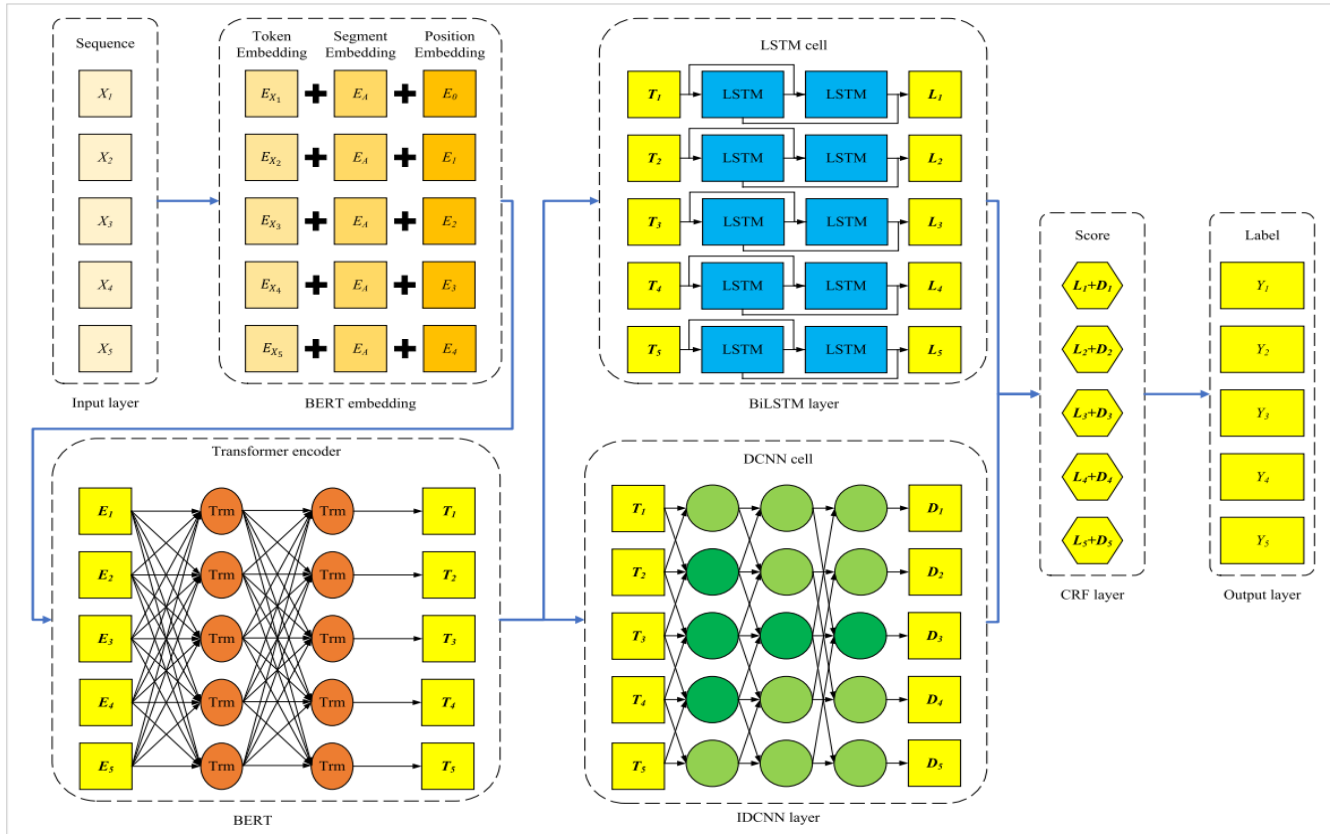 Sequence
X1
X2
X3
X4
X5
Input layer
Token Embedding
Segment Embedding
Position Embedding
EX1 + EA + E0
EX2 + EA + E1
EX3 + EA + E2
EX4 + EA + E3
EX5 + EA + E4
BERT embedding
Transformer encoder
E1 Trm Trm T1
E2 Trm Trm T2
E3 Trm Trm T3
E4 Trm Trm T4
E5 Trm Trm T5
BERT
LSTM cell
T1 LSTM LSTM L1
T2 LSTM LSTM L2
T3 LSTM LSTM L3
T4 LSTM LSTM L4
T5 LSTM LSTM L5
BiLSTM layer
DCNN cell
T1 D1
T2 D2
T3 D3
T4 D4
T5 D5
IDCNN layer
Score
L1+D1
L2+D2
L3+D3
L4+D4
L5+D5
CRF layer
Label
Y1
Y2
Y3
Y4
Y5
Output layer